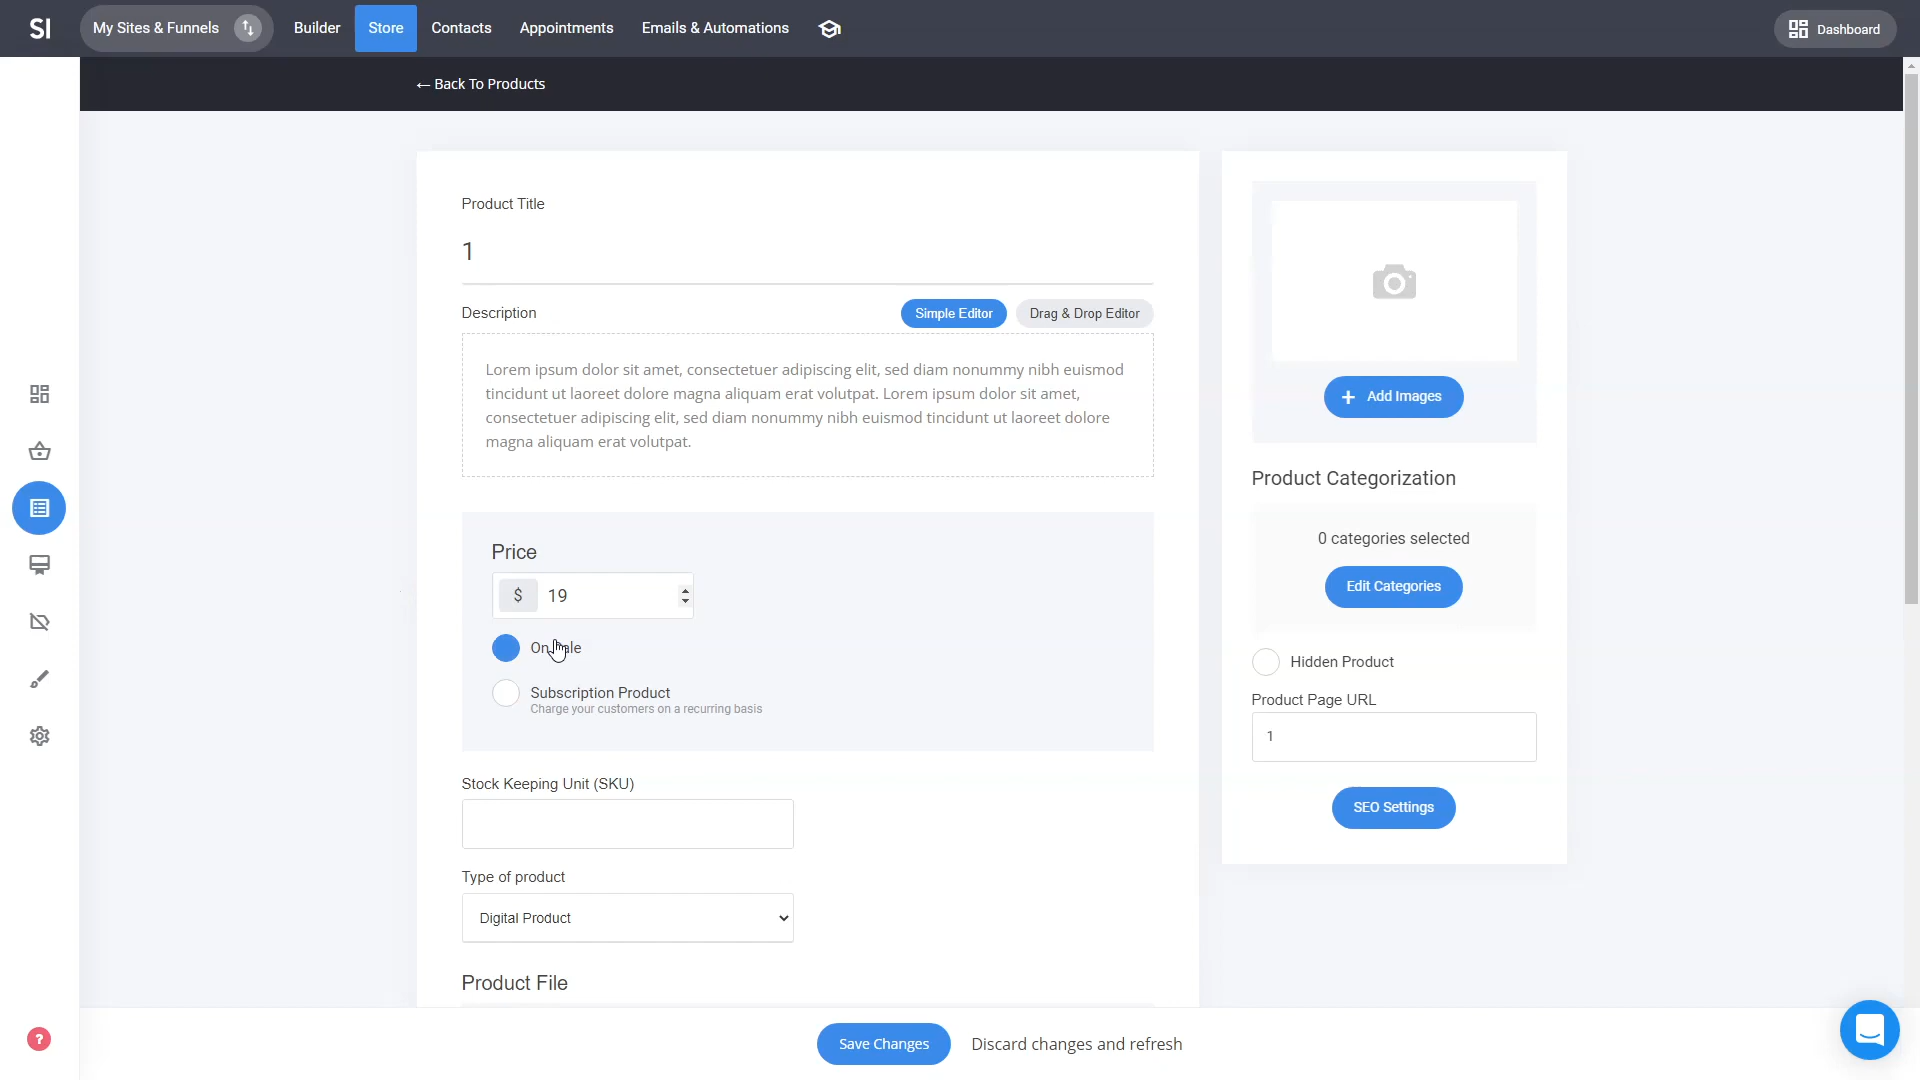 SI
My Sites & Funnels
Builder
Store
Contacts
Appointments
Emails & Automations
Dashboard
← Back To Products
Product Title
1
Description
Simple Editor
Drag & Drop Editor
Lorem ipsum dolor sit amet, consectetuer adipiscing elit, sed diam nonummy nibh euismod
tincidunt ut laoreet dolore magna aliquam erat volutpat. Lorem ipsum dolor sit amet,
consectetuer adipiscing elit, sed diam nonummy nibh euismod tincidunt ut laoreet dolore
magna aliquam erat volutpat.
Price
$ 19
On
Subscription Product
Charge your customers on a recurring basis
Stock Keeping Unit (SKU)
Type of product
Digital Product
Product File
+ Add Images
Product Categorization
0 categories selected
Edit Categories
Hidden Product
Product Page URL
1
SEO Settings
?
Save Changes
Discard changes and refresh